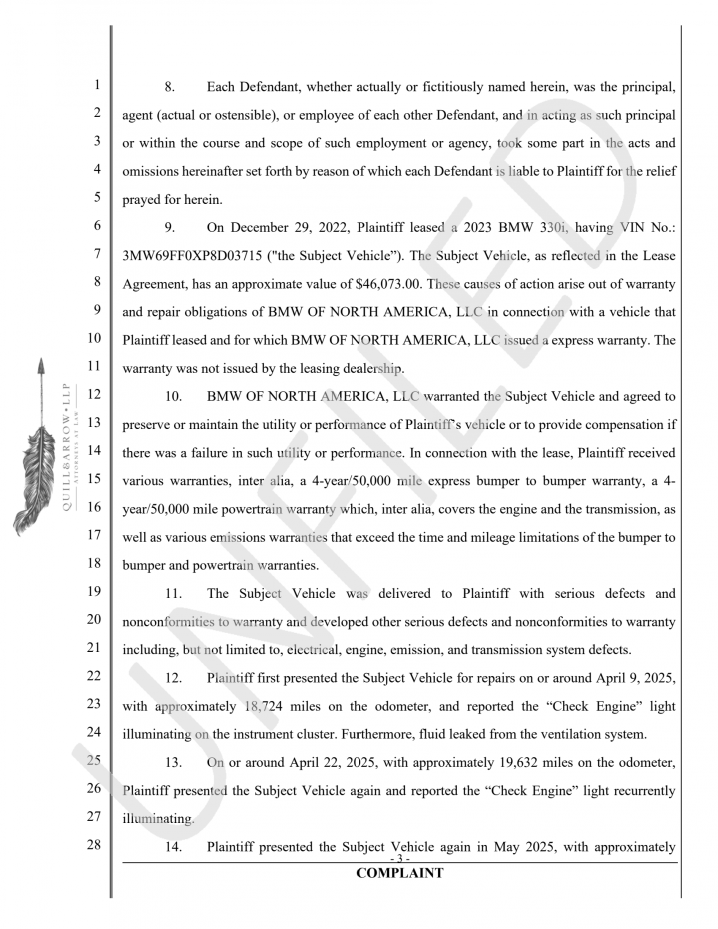 1 8. Each Defendant, whether actually or fictitiously named herein, was the principal,
2 agent (actual or ostensible), or employee of each other Defendant, and in acting as such principal
3 or within the course and scope of such employment or agency, took some part in the acts and
4 omissions hereinafter set forth by reason of which each Defendant is liable to Plaintiff for the relief
5 prayed for herein.
6 9. On December 29, 2022, Plaintiff leased a 2023 BMW 330i, having VIN No.:
7 3MW69FF0XP8D03715 ("the Subject Vehicle”). The Subject Vehicle, as reflected in the Lease
8 Agreement, has an approximate value of $46,073.00. These causes of action arise out of warranty
9 and repair obligations of BMW OF NORTH AMERICA, LLC in connection with a vehicle that
10 Plaintiff leased and for which BMW OF NORTH AMERICA, LLC issued a express warranty. The
11 warranty was not issued by the leasing dealership.
12 10. BMW OF NORTH AMERICA, LLC warranted the Subject Vehicle and agreed to
13 preserve or maintain the utility or performance of Plaintiff’s vehicle or to provide compensation if
14 there was a failure in such utility or performance. In connection with the lease, Plaintiff received
15 various warranties, inter alia, a 4-year/50,000 mile express bumper to bumper warranty, a 4-
16 year/50,000 mile powertrain warranty which, inter alia, covers the engine and the transmission, as
17 well as various emissions warranties that exceed the time and mileage limitations of the bumper to
18 bumper and powertrain warranties.
19 11. The Subject Vehicle was delivered to Plaintiff with serious defects and
20 nonconformities to warranty and developed other serious defects and nonconformities to warranty
21 including, but not limited to, electrical, engine, emission, and transmission system defects.
22 12. Plaintiff first presented the Subject Vehicle for repairs on or around April 9, 2025,
23 with approximately 18,724 miles on the odometer, and reported the “Check Engine” light
24 illuminating on the instrument cluster. Furthermore, fluid leaked from the ventilation system.
25 13. On or around April 22, 2025, with approximately 19,632 miles on the odometer,
26 Plaintiff presented the Subject Vehicle again and reported the “Check Engine” light recurrently
27 illuminating.
28 14. Plaintiff presented the Subject Vehicle again in May 2025, with approximately
- 3 -
COMPLAINT
QUILL&ARROW • LLP
ATTORNEYS AT LAW
UNFILED